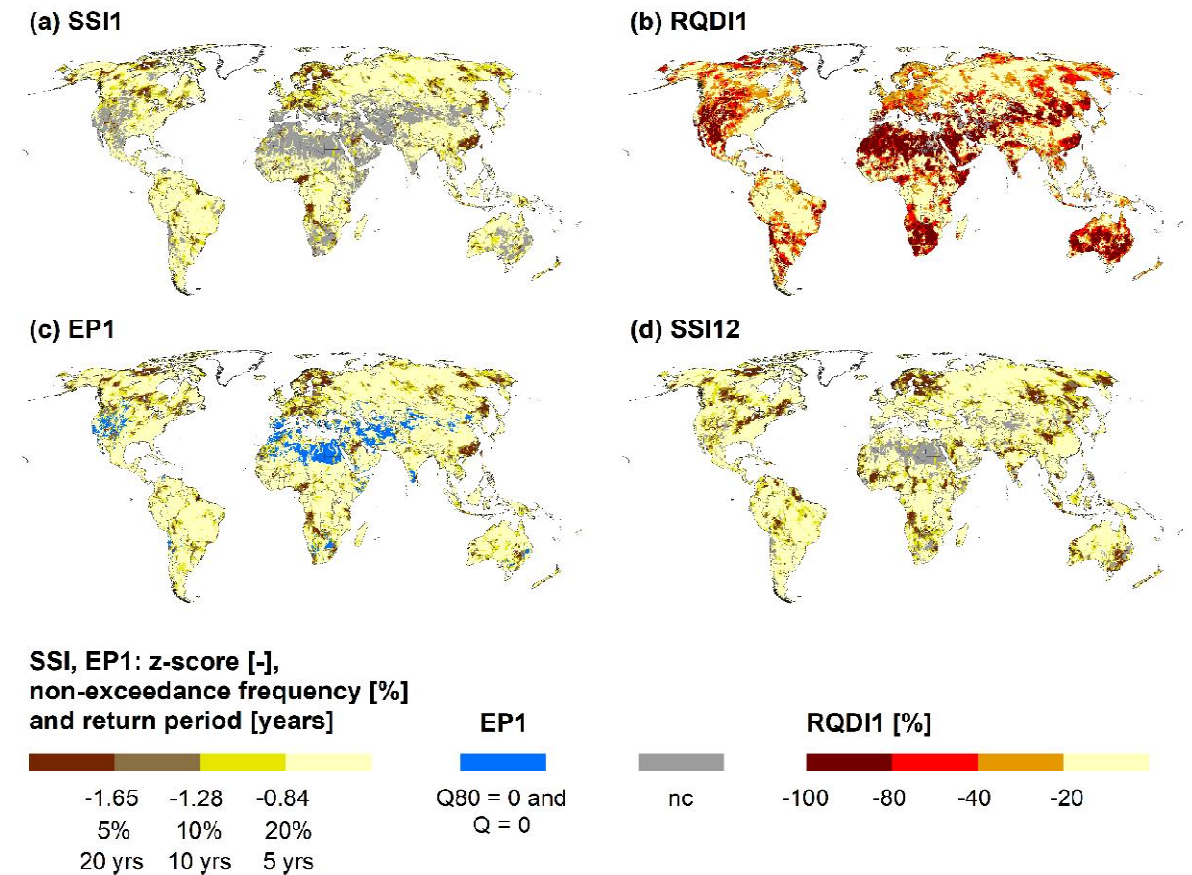 (a) SSI1
(b) RQDI1
(c) EP1
(d) SSI12
SSI, EP1: z-score [-],
non-exceedance frequency [%]
and return period [years]
EP1
RQDI1 [%]
-1.65 -1.28 -0.84
5% 10% 20%
20 yrs 10 yrs 5 yrs
Q80 = 0 and
Q = 0
nc
-100 -80 -40 -20